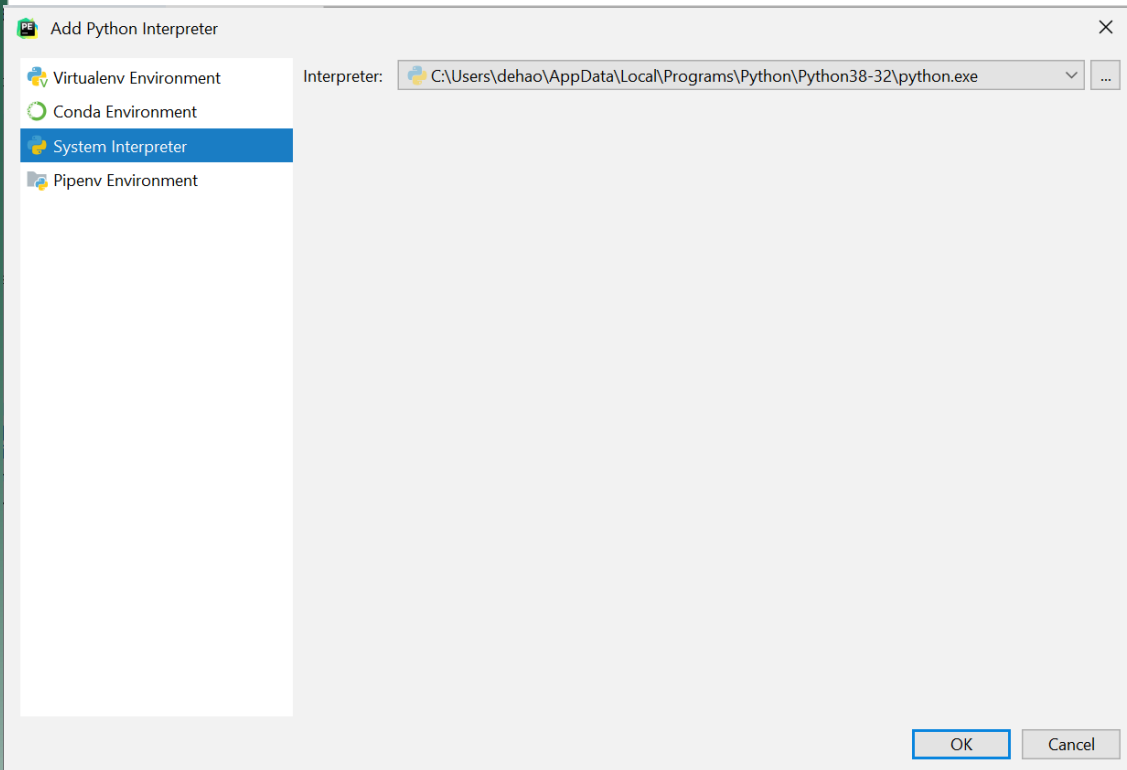 PE Add Python Interpreter
Virtualenv Environment
Conda Environment
System Interpreter
Pipenv Environment
Interpreter: C:\Users\dehao\AppData\Local\Programs\Python\Python38-32\python.exe ...
OK Cancel